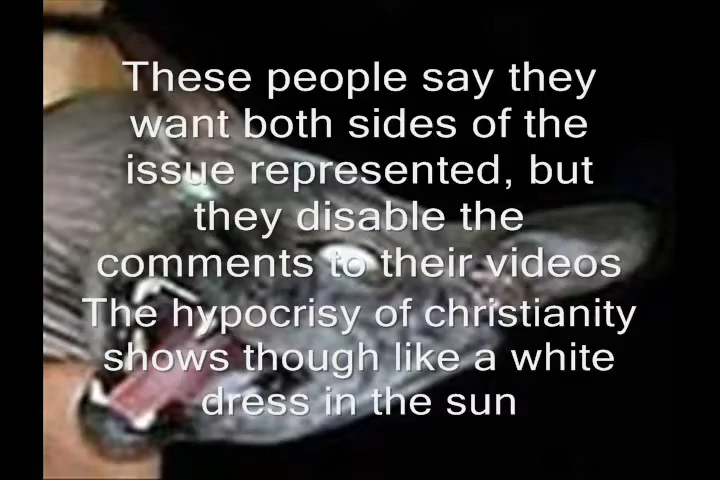 These people say they
want both sides of the
issue represented, but
they disable the
comments to their videos
The hypocrisy of christianity
shows though like a white
dress in the sun